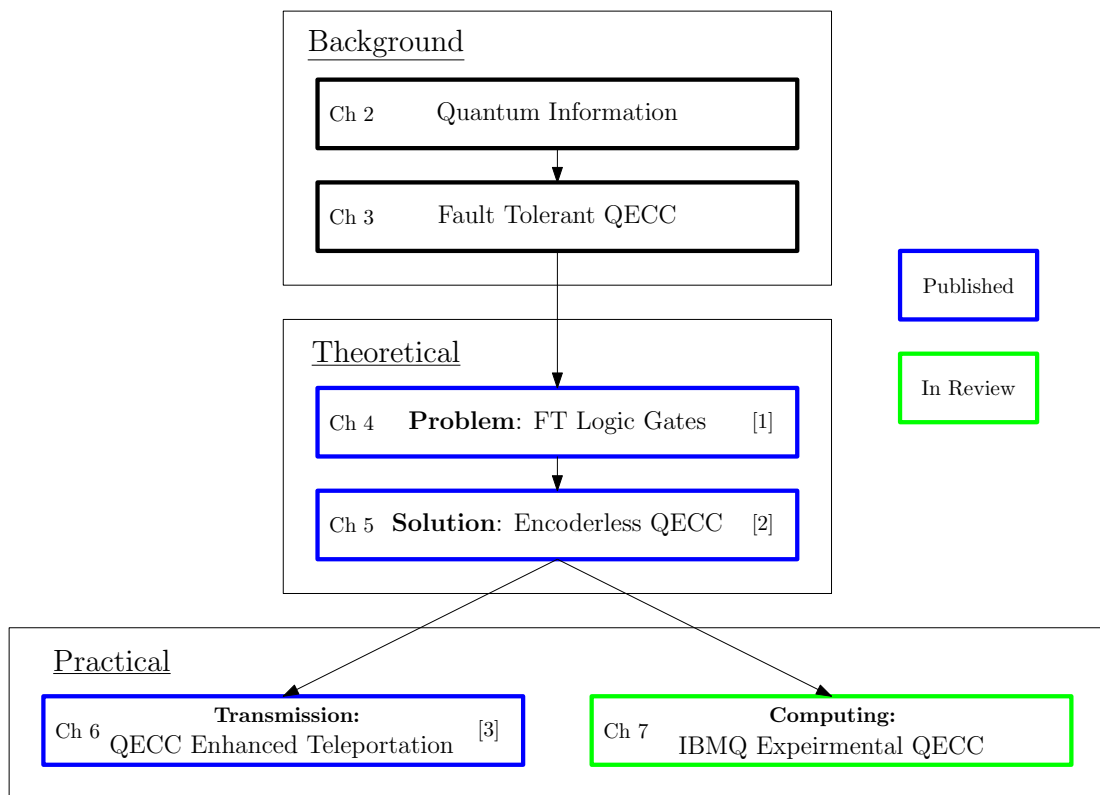 Background
Ch 2 Quantum Information
Ch 3 Fault Tolerant QECC
Published
In Review
Theoretical
Ch 4 Problem: FT Logic Gates [1]
Ch 5 Solution: Encoderless QECC [2]
Practical
Ch 6 Transmission: [3]
QECC Enhanced Teleportation
Ch 7 Computing:
IBMQ Expeirmental QECC